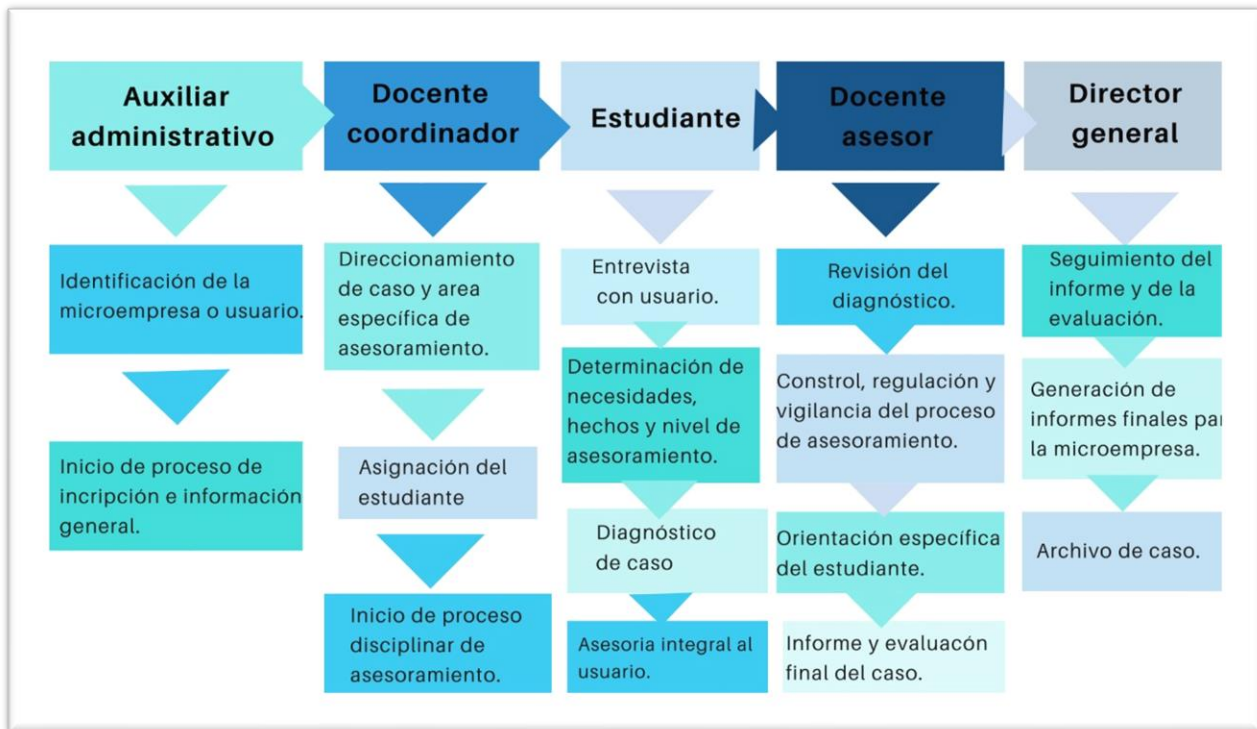 Auxiliar
administrativo
Docente
coordinador
Estudiante
Docente
asesor
Director
general
Identificación de la
microempresa o usuario.
Inicio de proceso de
incripción e información
general.
Direccionamiento
de caso y area
específica de
asesoramiento.
Asignación del
estudiante
Inicio de proceso
disciplinar de
asesoramiento.
Entrevista
con usuario.
Determinación de
necesidades,
hechos y nivel de
asesoramiento.
Diagnóstico
de caso
Asesoria integral al
usuario.
Revisión del
diagnóstico.
Constrol, regulación y
vigilancia del proceso
de asesoramiento.
Orientación específica
del estudiante.
Informe y evaluacón
final del caso.
Seguimiento del
informe y de la
evaluación.
Generación de
informes finales par
la microempresa.
Archivo de caso.